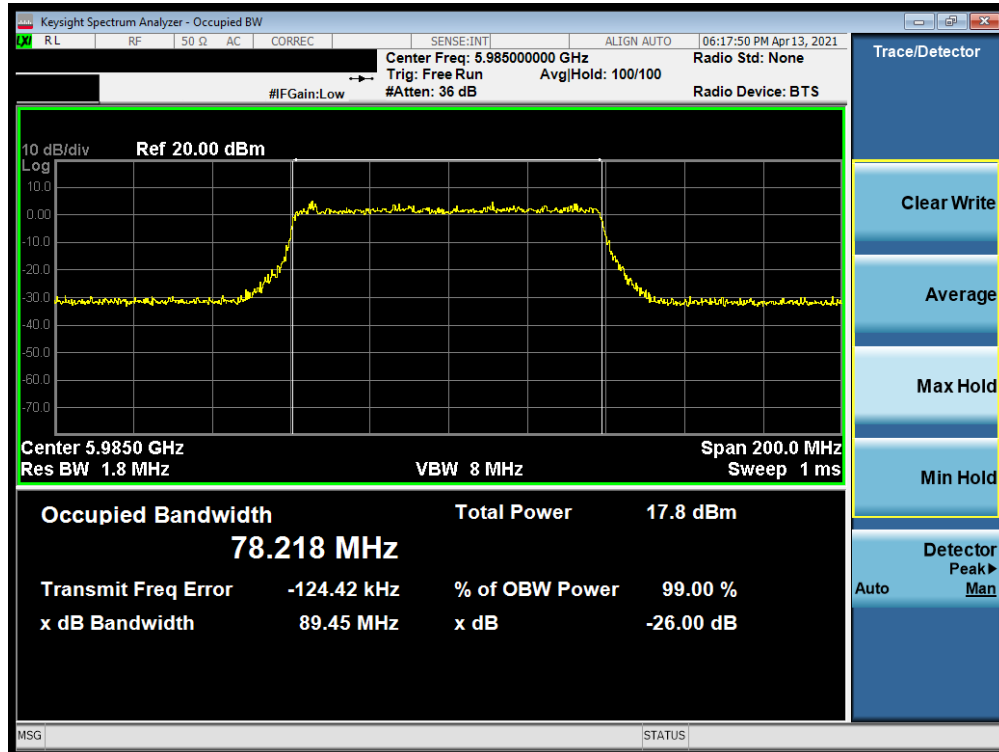 Keysight Spectrum Analyzer - Occupied BW
LXI RL RF 50 Ω AC CORREC SENSE:INT ALIGN AUTO 06:17:50 PM Apr 13, 2021
Center Freq: 5.985000000 GHz Radio Std: None
Trig: Free Run Avg|Hold: 100/100
#IFGain:Low #Atten: 36 dB Radio Device: BTS
Trace/Detector
10 dB/div Ref 20.00 dBm
Log
10.0
0.00
-10.0
-20.0
-30.0
-40.0
-50.0
-60.0
-70.0
Center 5.9850 GHz Span 200.0 MHz
Res BW 1.8 MHz VBW 8 MHz Sweep 1 ms
Occupied Bandwidth Total Power 17.8 dBm
78.218 MHz
Transmit Freq Error -124.42 kHz % of OBW Power 99.00 %
x dB Bandwidth 89.45 MHz x dB -26.00 dB
Clear Write
Average
Max Hold
Min Hold
Detector
Peak▶
Auto Man
MSG STATUS